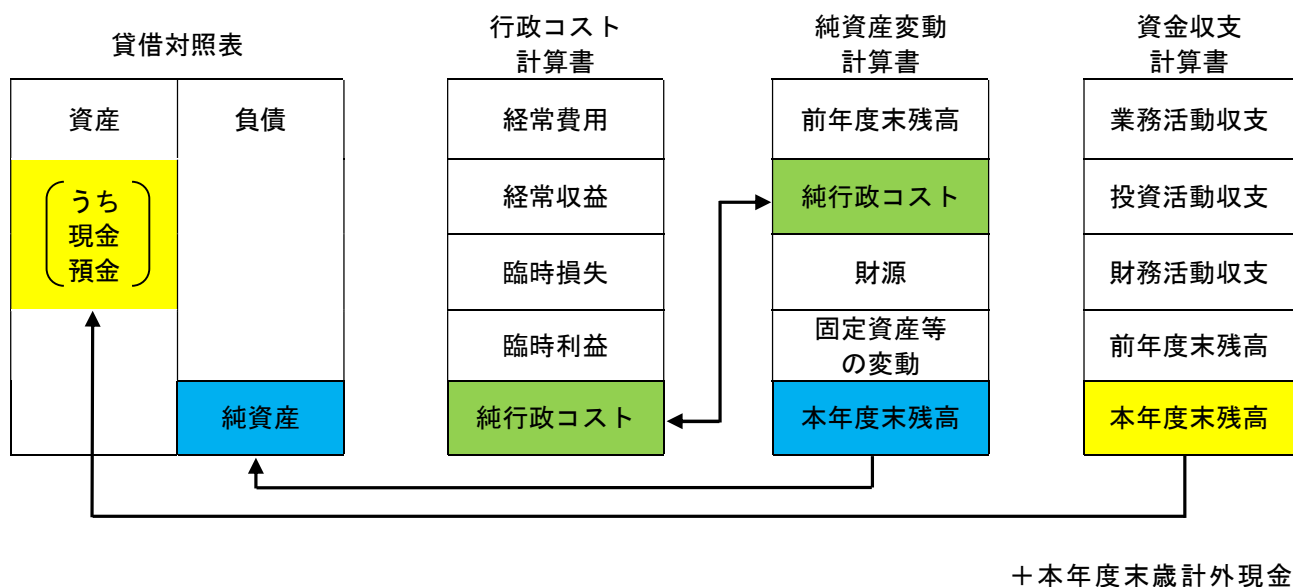 貸借対照表
資産
負債
うち
現金
預金
純資産
行政コスト
計算書
経常費用
経常収益
臨時損失
臨時利益
純行政コスト
純資産変動
計算書
前年度末残高
純行政コスト
財源
固定資産等
の変動
本年度末残高
資金収支
計算書
業務活動収支
投資活動収支
財務活動収支
前年度末残高
本年度末残高
＋本年度末歳計外現金